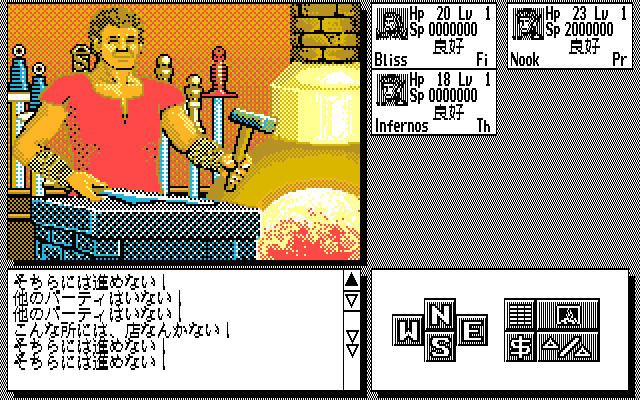 Hp 20 Lv 1
Sp 0000000
良好
Bliss Fi
Hp 23 Lv 1
Sp 2000000
良好
Nook Pr
Hp 18 Lv 1
Sp 0000000
良好
Infernos Th
そちらには進めない!
他のパーティはいない!
他のパーティはいない!
こんな所には、店なんかない!
そちらには進めない!
そちらには進めない!
N
W E
S
$